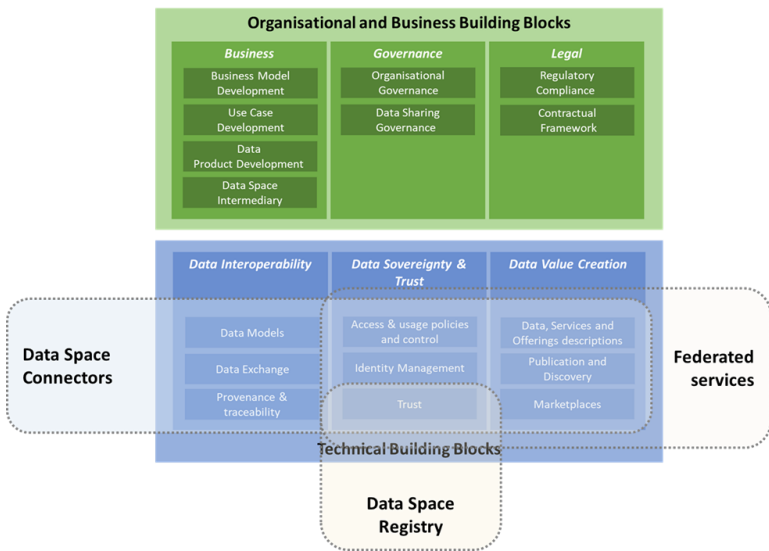 Organisational and Business Building Blocks
Business
Business Model
Development
Use Case
Development
Data
Product Development
Data Space
Intermediary
Governance
Organisational
Governance
Data Sharing
Governance
Legal
Regulatory
Compliance
Contractual
Framework
Data Interoperability
Data Models
Data Exchange
Provenance &
traceability
Data Sovereignty &
Trust
Access & usage policies
and control
Identity Management
Trust
Data Value Creation
Data, Services and
Offerings descriptions
Publication and
Discovery
Marketplaces
Technical Building Blocks
Data Space
Connectors
Federated
services
Data Space
Registry